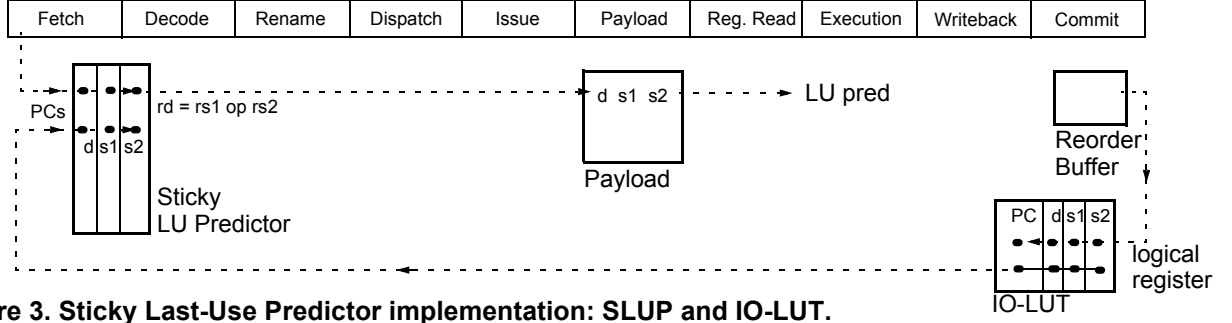 Fetch Decode Rename Dispatch Issue Payload Reg. Read Execution Writeback Commit
PCs
rd = rs1 op rs2
d s1 s2
Sticky
LU Predictor
d s1 s2
Payload
LU pred
Reorder
Buffer
PC d s1 s2
logical
register
IO-LUT
re 3. Sticky Last-Use Predictor implementation: SLUP and IO-LUT.